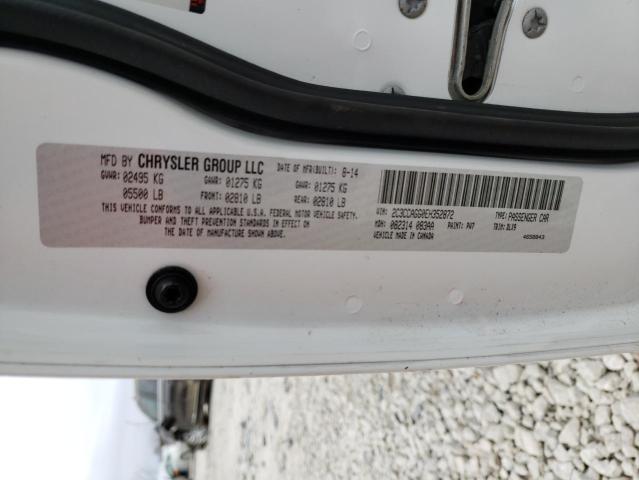 MFD BY CHRYSLER GROUP LLC DATE OF MFR(BUILT): 8-14
GVWR: 02495 KG GAWR: 01275 KG GAWR: 01275 KG
05500 LB FRONT: 02810 LB REAR: 02810 LB
THIS VEHICLE CONFORMS TO ALL APPLICABLE U.S.A. FEDERAL MOTOR VEHICLE SAFETY,
BUMPER AND THEFT PREVENTION STANDARDS IN EFFECT ON
THE DATE OF MANUFACTURE SHOWN ABOVE.
VIN: 2C3CCAGG0EH352872 TYPE: PASSENGER CAR
MDH: 082314 083AA PAINT: PW7 TRIM: DLX9
VEHICLE MADE IN CANADA 4658843